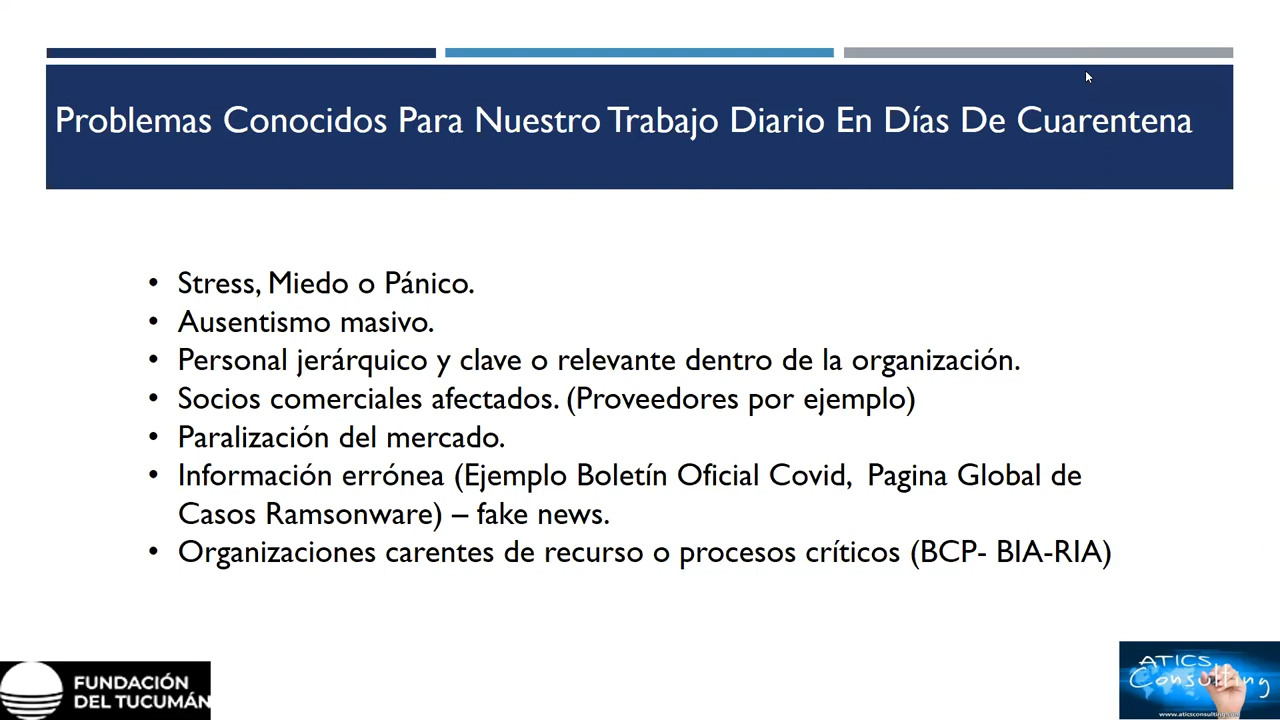 Problemas Conocidos Para Nuestro Trabajo Diario En Días De Cuarentena
• Stress, Miedo o Pánico.
• Ausentismo masivo.
• Personal jerárquico y clave o relevante dentro de la organización.
• Socios comerciales afectados. (Proveedores por ejemplo)
• Paralización del mercado.
• Información errónea (Ejemplo Boletín Oficial Covid, Pagina Global de
Casos Ramsonware) – fake news.
• Organizaciones carentes de recurso o procesos críticos (BCP- BIA-RIA)
FUNDACIÓN
DEL TUCUMÁN
ATICS
Consulting